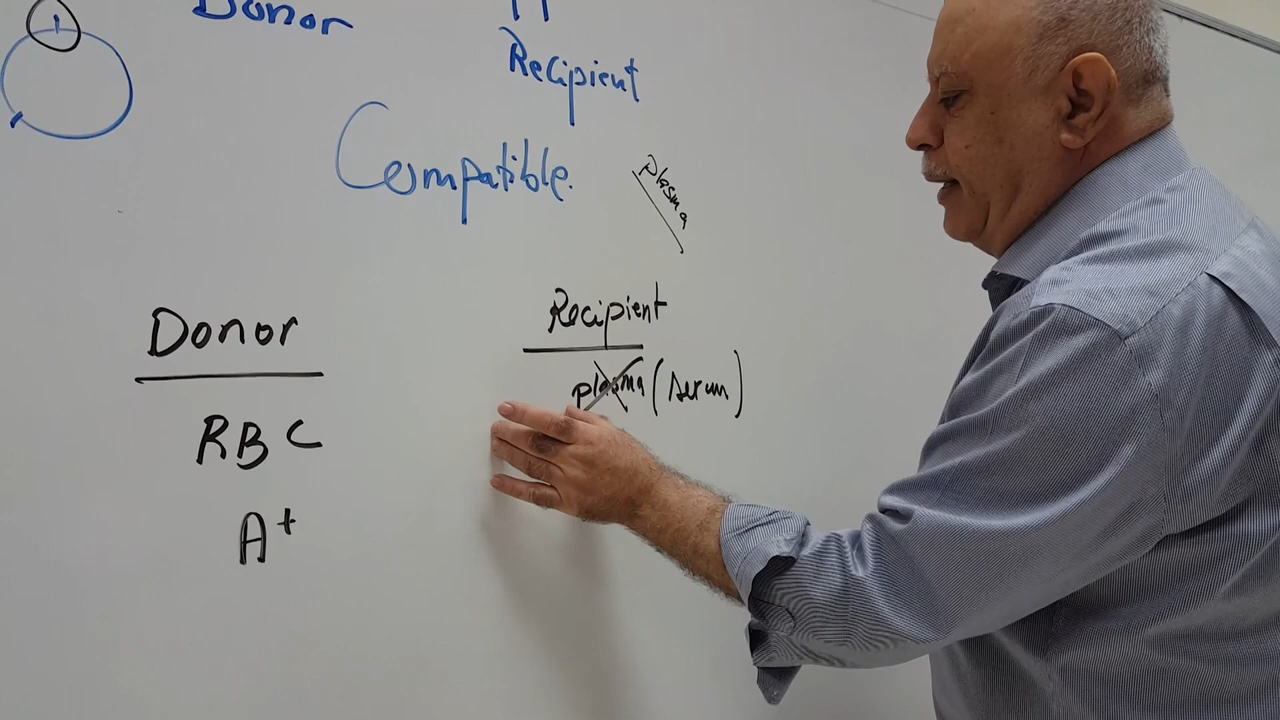 Donor
Recipient
Compatible.
plasma
Donor
Recipient
plasma (serum)
RBC
A+